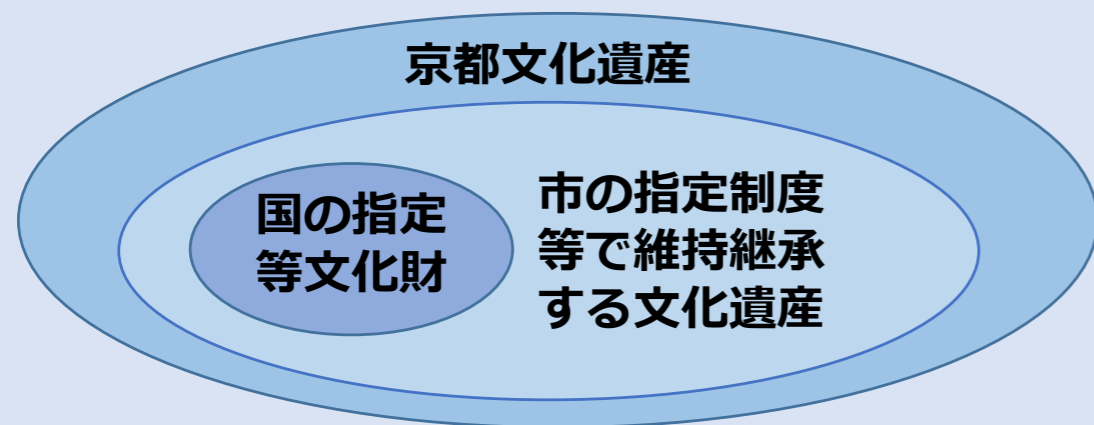 京都文化遺産
国の指定
等文化財
市の指定制度
等で維持継承
する文化遺産